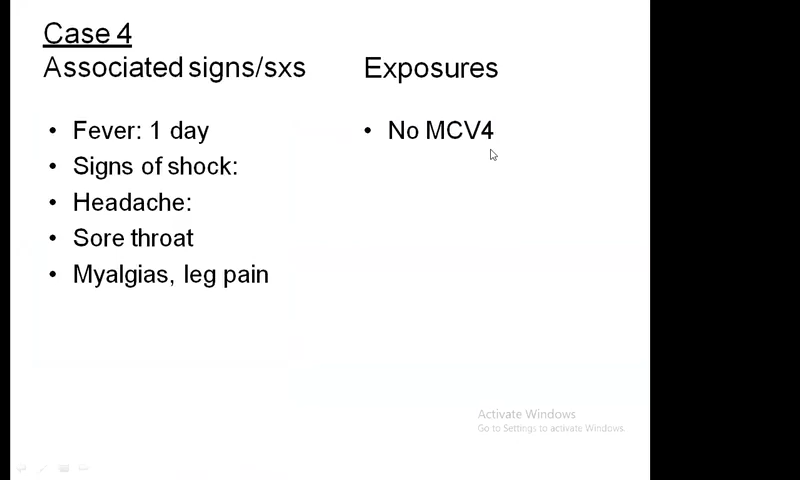 Case 4
Associated signs/sxs
Exposures
• Fever: 1 day
• Signs of shock:
• Headache:
• Sore throat
• Myalgias, leg pain
• No MCV4
Activate Windows
Go to Settings to activate Windows.